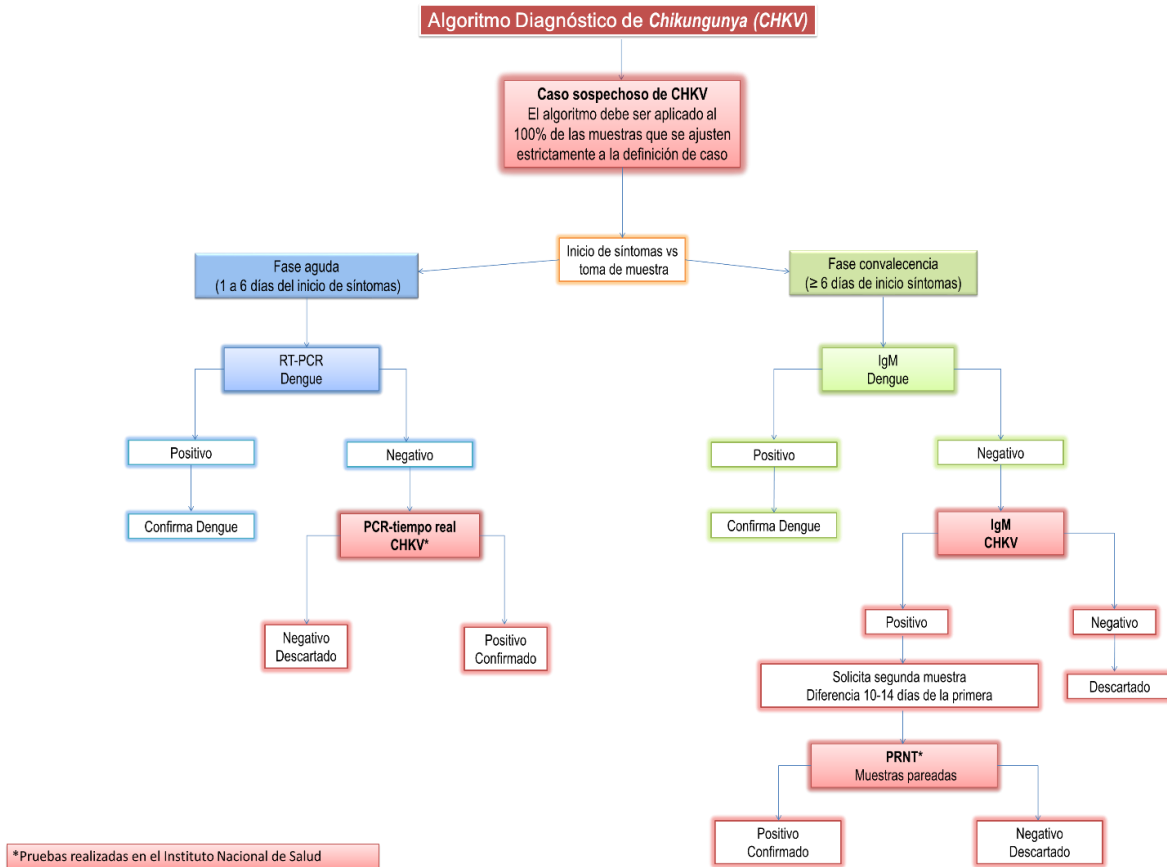 Algoritmo Diagnóstico de Chikungunya (CHKV)
Caso sospechoso de CHKV
El algoritmo debe ser aplicado al
100% de las muestras que se ajusten
estrictamente a la definición de caso
Inicio de síntomas vs
toma de muestra
Fase aguda
(1 a 6 días del inicio de síntomas)
Fase convalecencia
(≥ 6 días de inicio síntomas)
RT-PCR
Dengue
IgM
Dengue
Positivo
Negativo
Positivo
Negativo
Confirma Dengue
PCR-tiempo real
CHKV*
Confirma Dengue
IgM
CHKV
Negativo
Descartado
Positivo
Confirmado
Positivo
Negativo
Solicita segunda muestra
Diferencia 10-14 días de la primera
Descartado
PRNT*
Muestras pareadas
Positivo
Confirmado
Negativo
Descartado
*Pruebas realizadas en el Instituto Nacional de Salud